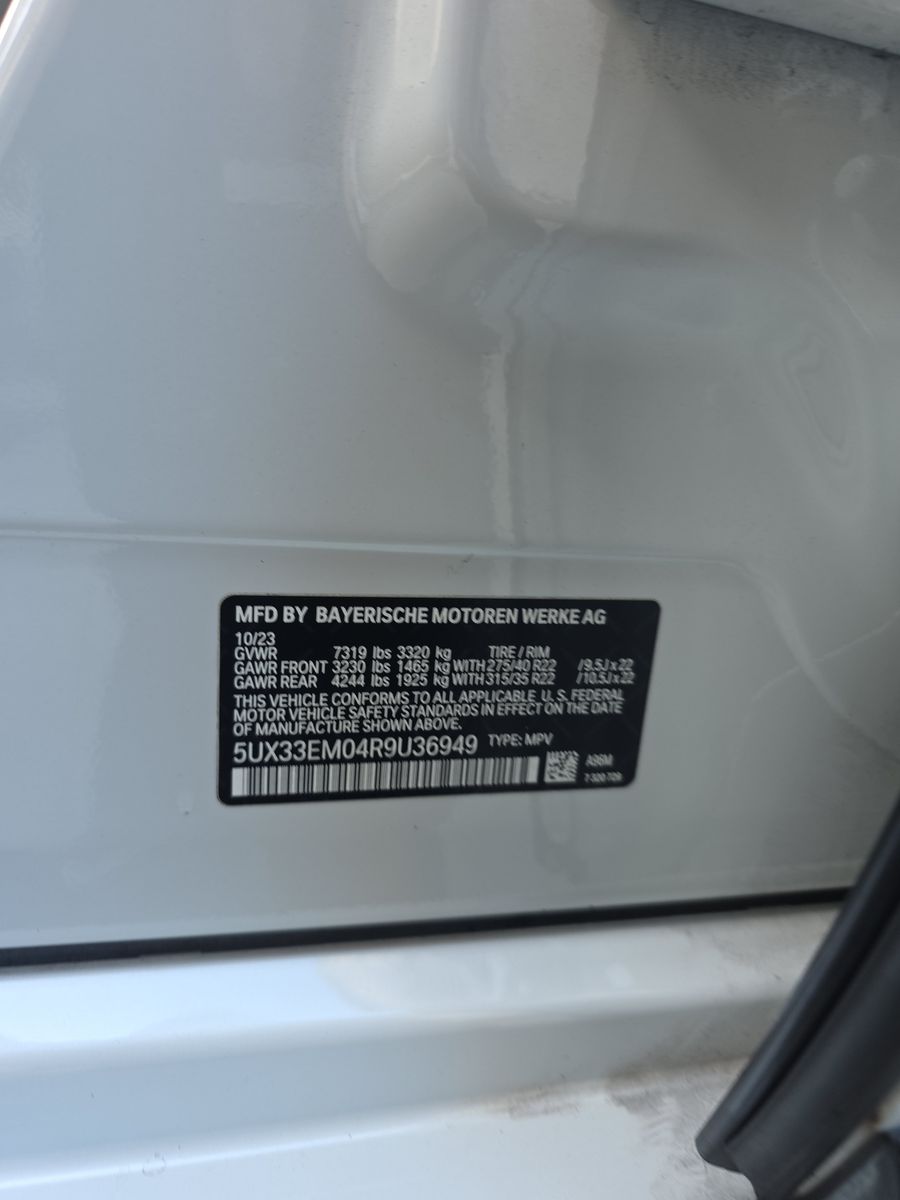 MFD BY BAYERISCHE MOTOREN WERKE AG
10/23
GVWR 7319 lbs 3320 kg TIRE / RIM
GAWR FRONT 3230 lbs 1465 kg WITH 275/40 R22 /9.5J x 22
GAWR REAR 4244 lbs 1925 kg WITH 315/35 R22 /10.5J x 22
THIS VEHICLE CONFORMS TO ALL APPLICABLE U.S. FEDERAL
MOTOR VEHICLE SAFETY STANDARDS IN EFFECT ON THE DATE
OF MANUFACTURE SHOWN ABOVE.
5UX33EM04R9U36949 TYPE: MPV
A96M